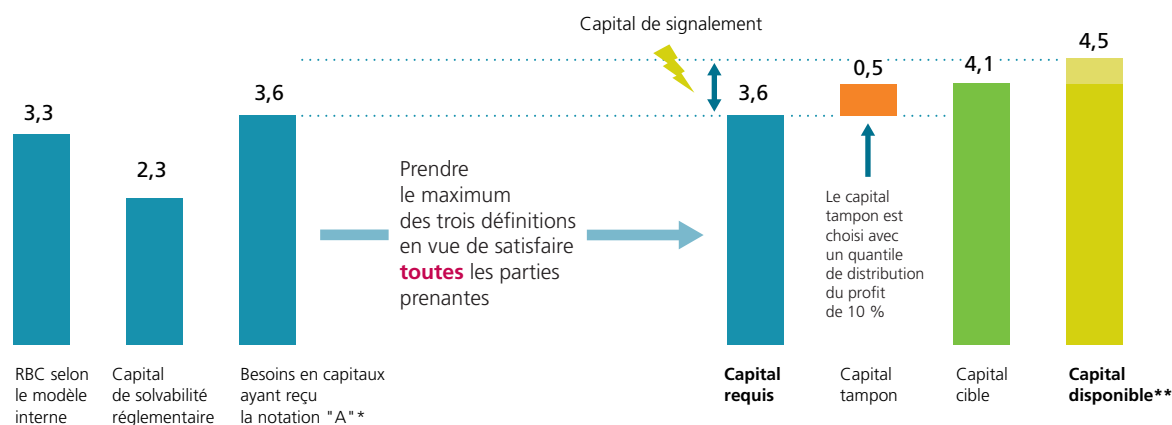 Capital de signalement
3,3
2,3
3,6
3,6
0,5
4,1
4,5
Prendre
le maximum
des trois définitions
en vue de satisfaire
toutes les parties
prenantes
Le capital
tampon est
choisi avec
un quantile
de distribution
du profit
de 10 %
RBC selon
le modèle
interne
Capital
de solvabilité
réglementaire
Besoins en capitaux
ayant reçu
la notation "A"*
Capital
requis
Capital
tampon
Capital
cible
Capital
disponible**